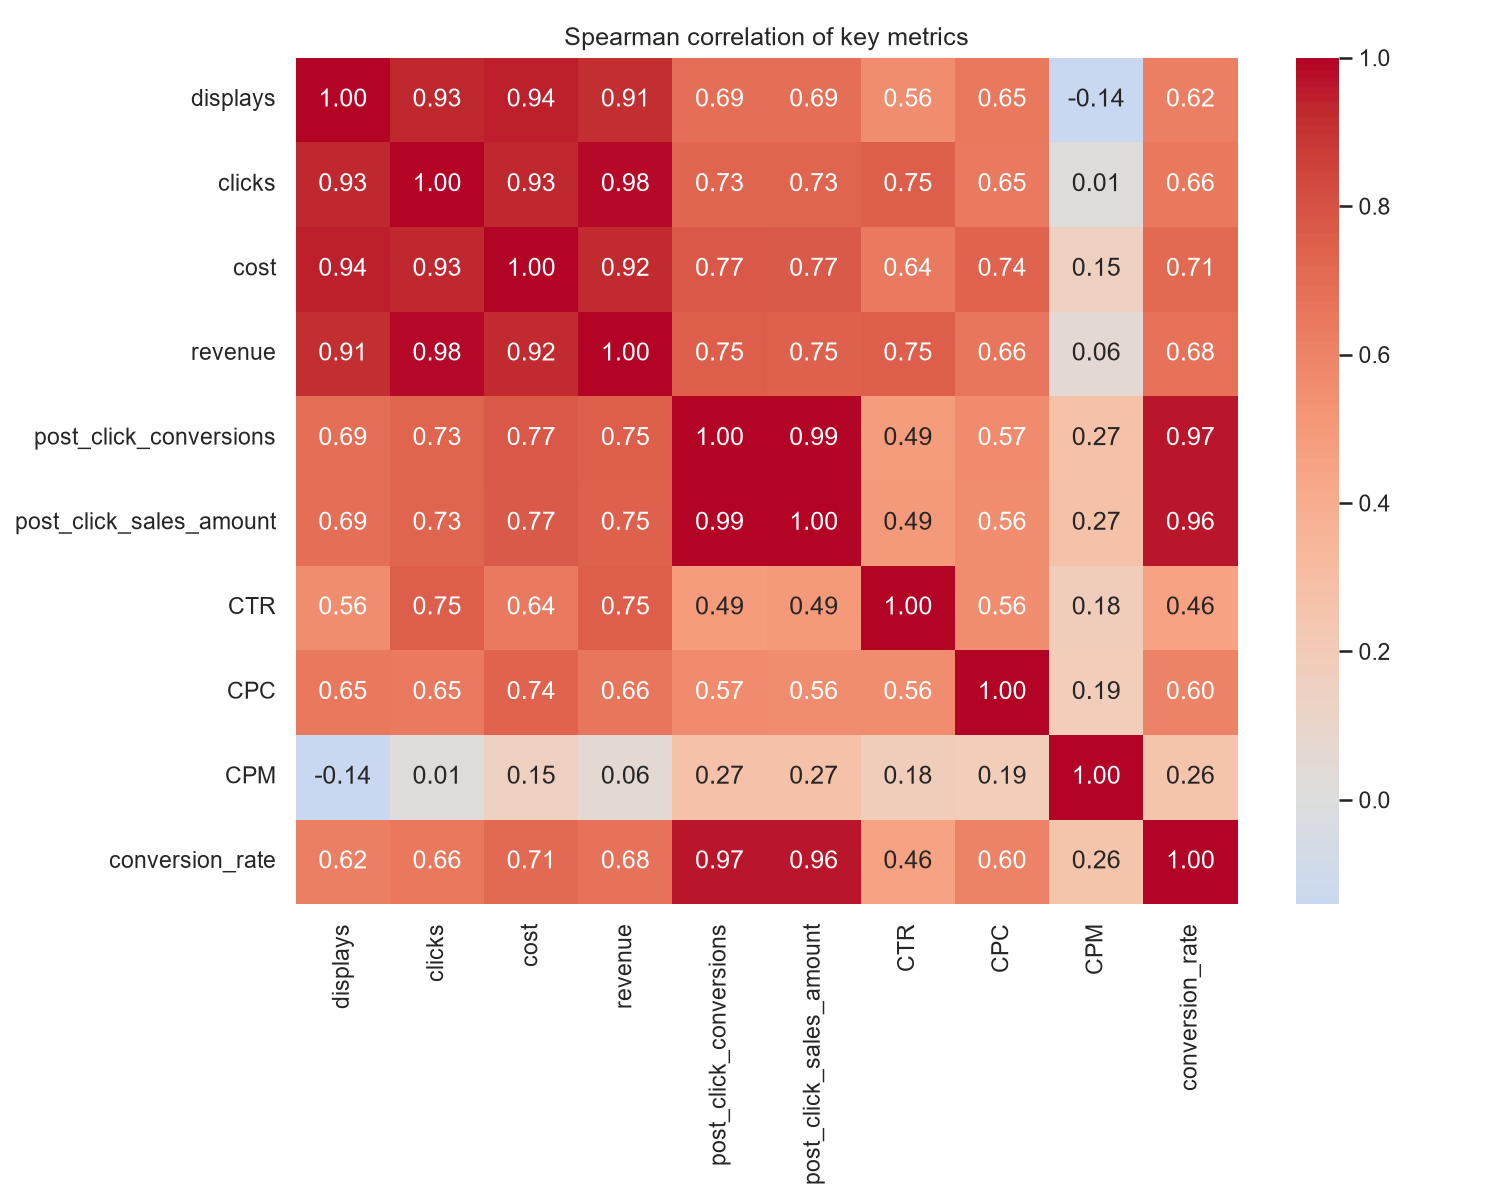 Spearman correlation of key metrics
displays 1.00 0.93 0.94 0.91 0.69 0.69 0.56 0.65 -0.14 0.62
clicks 0.93 1.00 0.93 0.98 0.73 0.73 0.75 0.65 0.01 0.66
cost 0.94 0.93 1.00 0.92 0.77 0.77 0.64 0.74 0.15 0.71
revenue 0.91 0.98 0.92 1.00 0.75 0.75 0.75 0.66 0.06 0.68
post_click_conversions 0.69 0.73 0.77 0.75 1.00 0.99 0.49 0.57 0.27 0.97
post_click_sales_amount 0.69 0.73 0.77 0.75 0.99 1.00 0.49 0.56 0.27 0.96
CTR 0.56 0.75 0.64 0.75 0.49 0.49 1.00 0.56 0.18 0.46
CPC 0.65 0.65 0.74 0.66 0.57 0.56 0.56 1.00 0.19 0.60
CPM -0.14 0.01 0.15 0.06 0.27 0.27 0.18 0.19 1.00 0.26
conversion_rate 0.62 0.66 0.71 0.68 0.97 0.96 0.46 0.60 0.26 1.00
displays
clicks
cost
revenue
post_click_conversions
post_click_sales_amount
CTR
CPC
CPM
conversion_rate
1.0
0.8
0.6
0.4
0.2
0.0